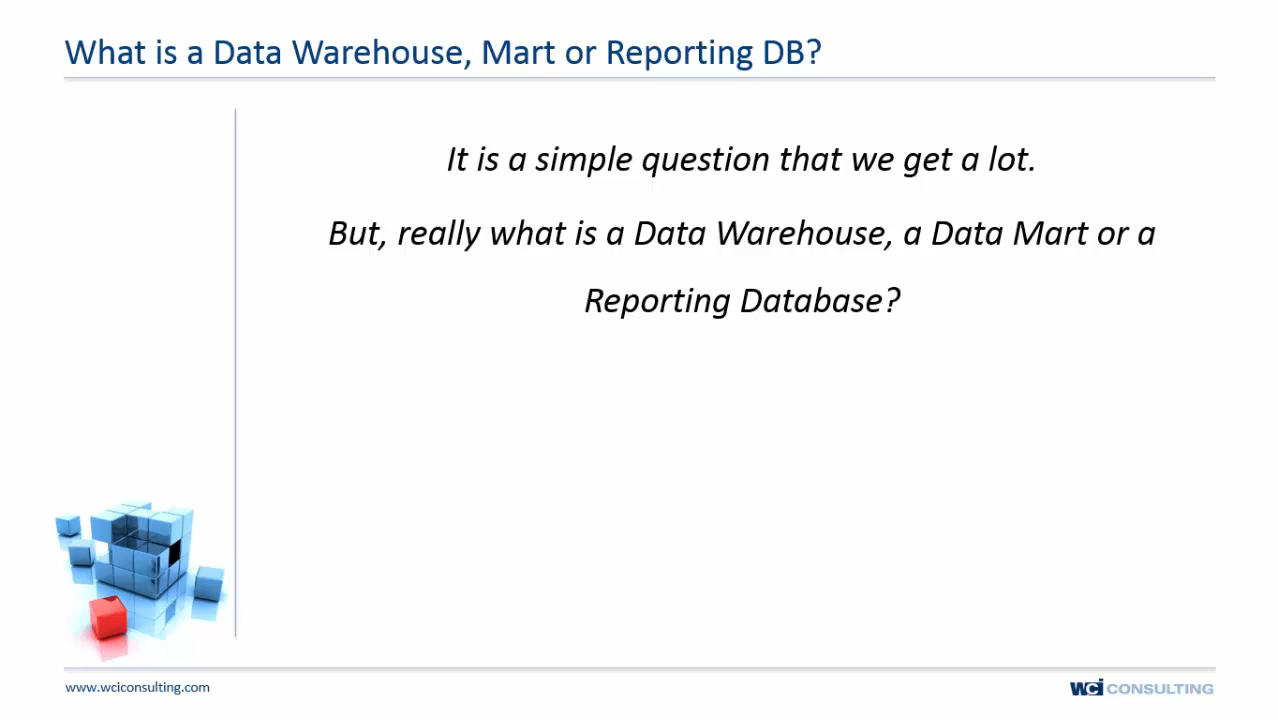 What is a Data Warehouse, Mart or Reporting DB?
It is a simple question that we get a lot.
But, really what is a Data Warehouse, a Data Mart or a
Reporting Database?
www.wciconsulting.com
wci CONSULTING